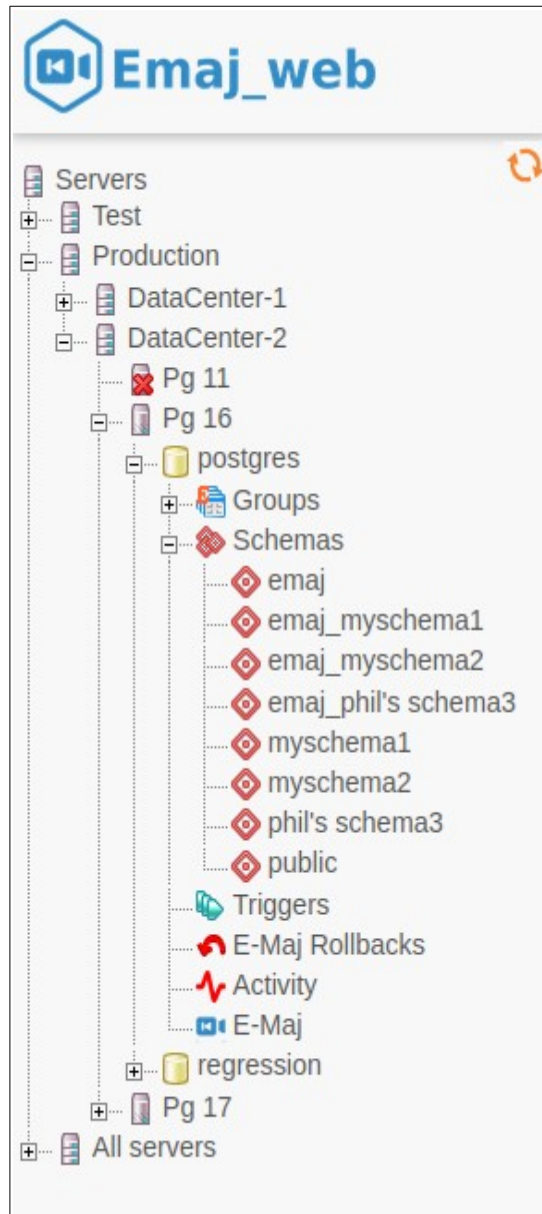 Emaj_web
Servers
Test
Production
DataCenter-1
DataCenter-2
Pg 11
Pg 16
postgres
Groups
Schemas
emaj
emaj_myschema1
emaj_myschema2
emaj_phil's schema3
myschema1
myschema2
phil's schema3
public
Triggers
E-Maj Rollbacks
Activity
E-Maj
regression
Pg 17
All servers